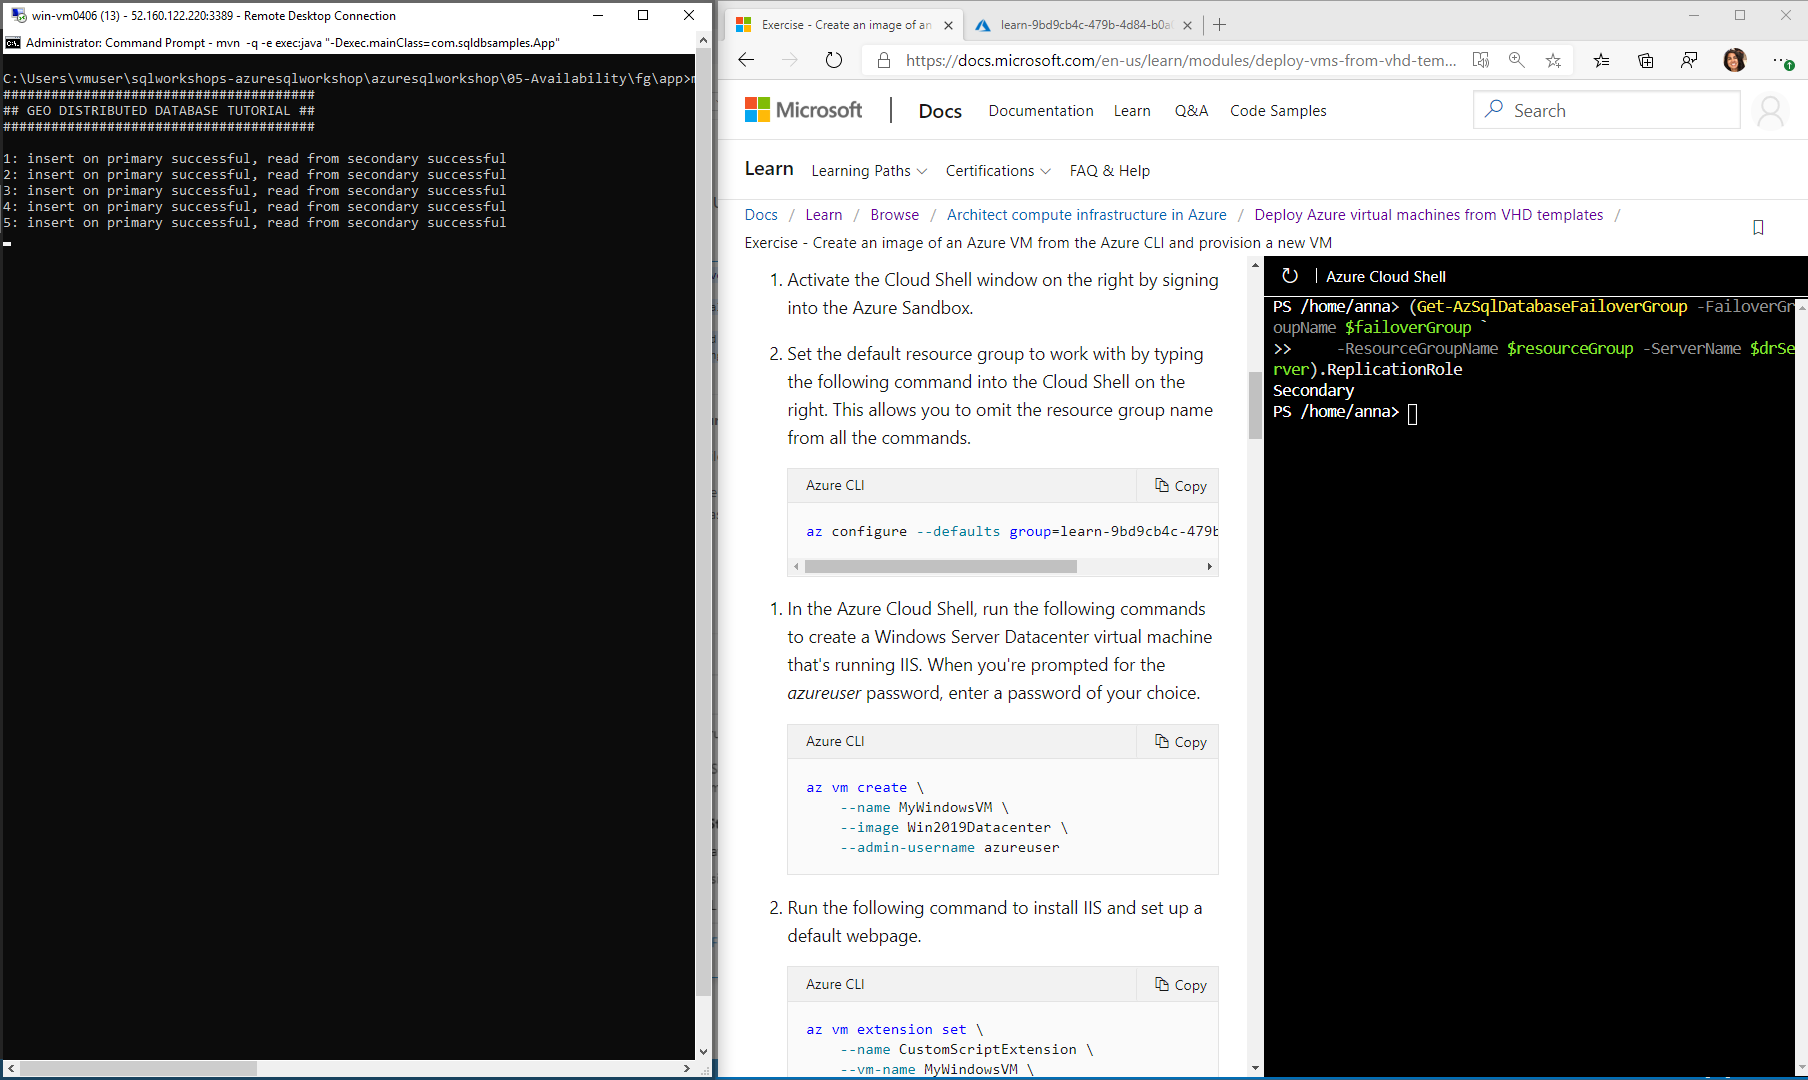 win-vm0406 (13) - 52.160.122.220:3389 - Remote Desktop Connection
Administrator: Command Prompt - mvn  -q -e exec:java "-Dexec.mainClass=com.sqldbsamples.App"
C:\Users\vmuser\sqlworkshops-azuresqlworkshop\azuresqlworkshop\05-Availability\fg\app>
#######################################
## GEO DISTRIBUTED DATABASE TUTORIAL ##
#######################################
1: insert on primary successful, read from secondary successful
2: insert on primary successful, read from secondary successful
3: insert on primary successful, read from secondary successful
4: insert on primary successful, read from secondary successful
5: insert on primary successful, read from secondary successful
Exercise - Create an image of an
learn-9bd9cb4c-479b-4d84-b0a
https://docs.microsoft.com/en-us/learn/modules/deploy-vms-from-vhd-tem...
Microsoft
Docs
Documentation
Learn
Q&A
Code Samples
Search
Learn
Learning Paths
Certifications
FAQ & Help
Docs / Learn / Browse / Architect compute infrastructure in Azure / Deploy Azure virtual machines from VHD templates /
Exercise - Create an image of an Azure VM from the Azure CLI and provision a new VM
1. Activate the Cloud Shell window on the right by signing
into the Azure Sandbox.
2. Set the default resource group to work with by typing
the following command into the Cloud Shell on the
right. This allows you to omit the resource group name
from all the commands.
Azure CLI
Copy
az configure --defaults group=learn-9bd9cb4c-479b
1. In the Azure Cloud Shell, run the following commands
to create a Windows Server Datacenter virtual machine
that's running IIS. When you're prompted for the
azureuser password, enter a password of your choice.
Azure CLI
Copy
az vm create \
--name MyWindowsVM \
--image Win2019Datacenter \
--admin-username azureuser
2. Run the following command to install IIS and set up a
default webpage.
Azure CLI
Copy
az vm extension set \
--name CustomScriptExtension \
--vm-name MyWindowsVM \
Azure Cloud Shell
PS /home/anna> (Get-AzSqlDatabaseFailoverGroup -FailoverGr
oupName $failoverGroup `
>>     -ResourceGroupName $resourceGroup -ServerName $drSe
rver).ReplicationRole
Secondary
PS /home/anna>